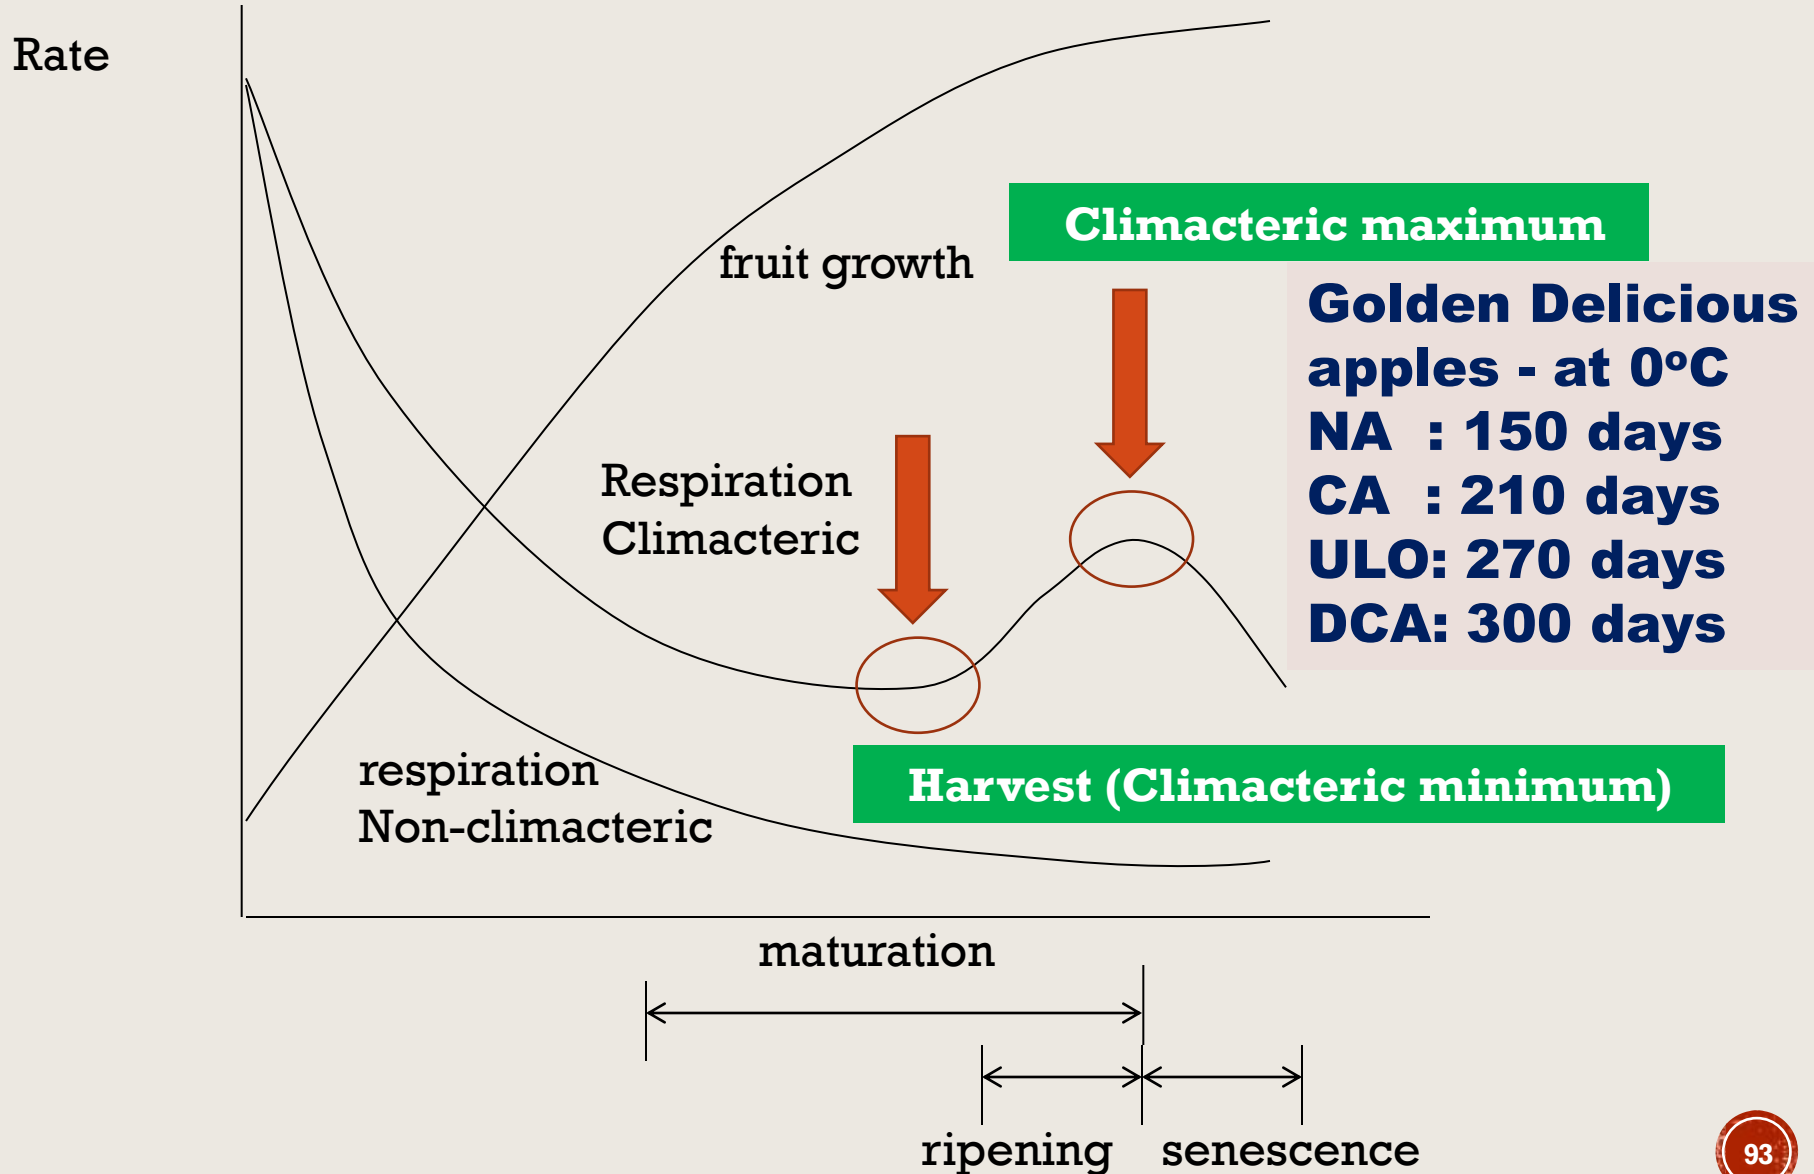 Rate
fruit growth
Climacteric maximum
Golden Delicious
apples - at 0°C
NA : 150 days
CA : 210 days
ULO: 270 days
DCA: 300 days
Respiration
Climacteric
respiration
Non-climacteric
Harvest (Climacteric minimum)
maturation
ripening
senescence
93